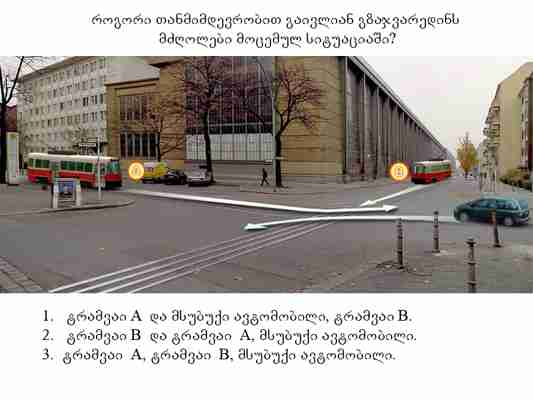 როგორი თანმიმდევრობით გაივლიან გზაჯვარედინს
მძღოლები მოცემულ სიტუაციაში?
1. ტრამვაი A და მსუბუქი ავტომობილი, ტრამვაი B.
2. ტრამვაი B და ტრამვაი A, მსუბუქი ავტომობილი.
3. ტრამვაი A, ტრამვაი B, მსუბუქი ავტომობილი.